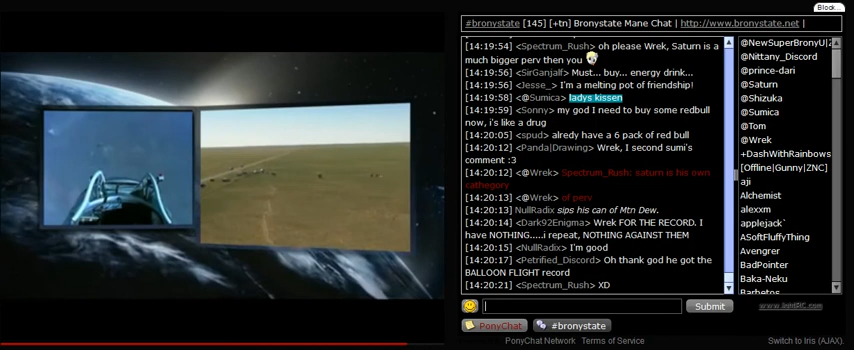 Block...
#bronystate [145] [+tn] Bronystate Mane Chat | http://www.bronystate.net |
[14:19:54] <Spectrum_Rush> oh please Wrek, Saturn is a
much bigger perv then you
[14:19:56] <SirGanjalf> Must... buy... energy drink...
[14:19:56] <Jesse_> I'm a melting pot of friendship!
[14:19:58] <@Sumica> ladys kissen
[14:19:59] <Sonny> my god I need to buy some redbull
now, i's like a drug
[14:20:05] <spud> alredy have a 6 pack of red bull
[14:20:12] <Panda|Drawing> Wrek, I second sumi's
comment :3
[14:20:12] <@Wrek> Spectrum_Rush: saturn is his own
cathegory
[14:20:13] <@Wrek> of perv
[14:20:13] NullRadix sips his can of Mtn Dew.
[14:20:14] <Dark92Enigma> Wrek FOR THE RECORD. I
have NOTHING.....i repeat, NOTHING AGAINST THEM
[14:20:15] <NullRadix> I'm good
[14:20:17] <Petrified_Discord> Oh thank god he got the
BALLOON FLIGHT record
[14:20:21] <Spectrum_Rush> XD
@NewSuperBronyU|2
@Nittany_Discord
@prince-dari
@Saturn
@Shizuka
@Sumica
@Tom
@Wrek
+DashWithRainbows
[Offline|Gunny|ZNC]
aji
Alchemist
alexxm
applejack`
ASoftFluffyThing
Avengrer
BadPointer
Baka-Neku
Barbetos
Submit
PonyChat
#bronystate
PonyChat Network Terms of Service
Switch to Iris (AJAX).